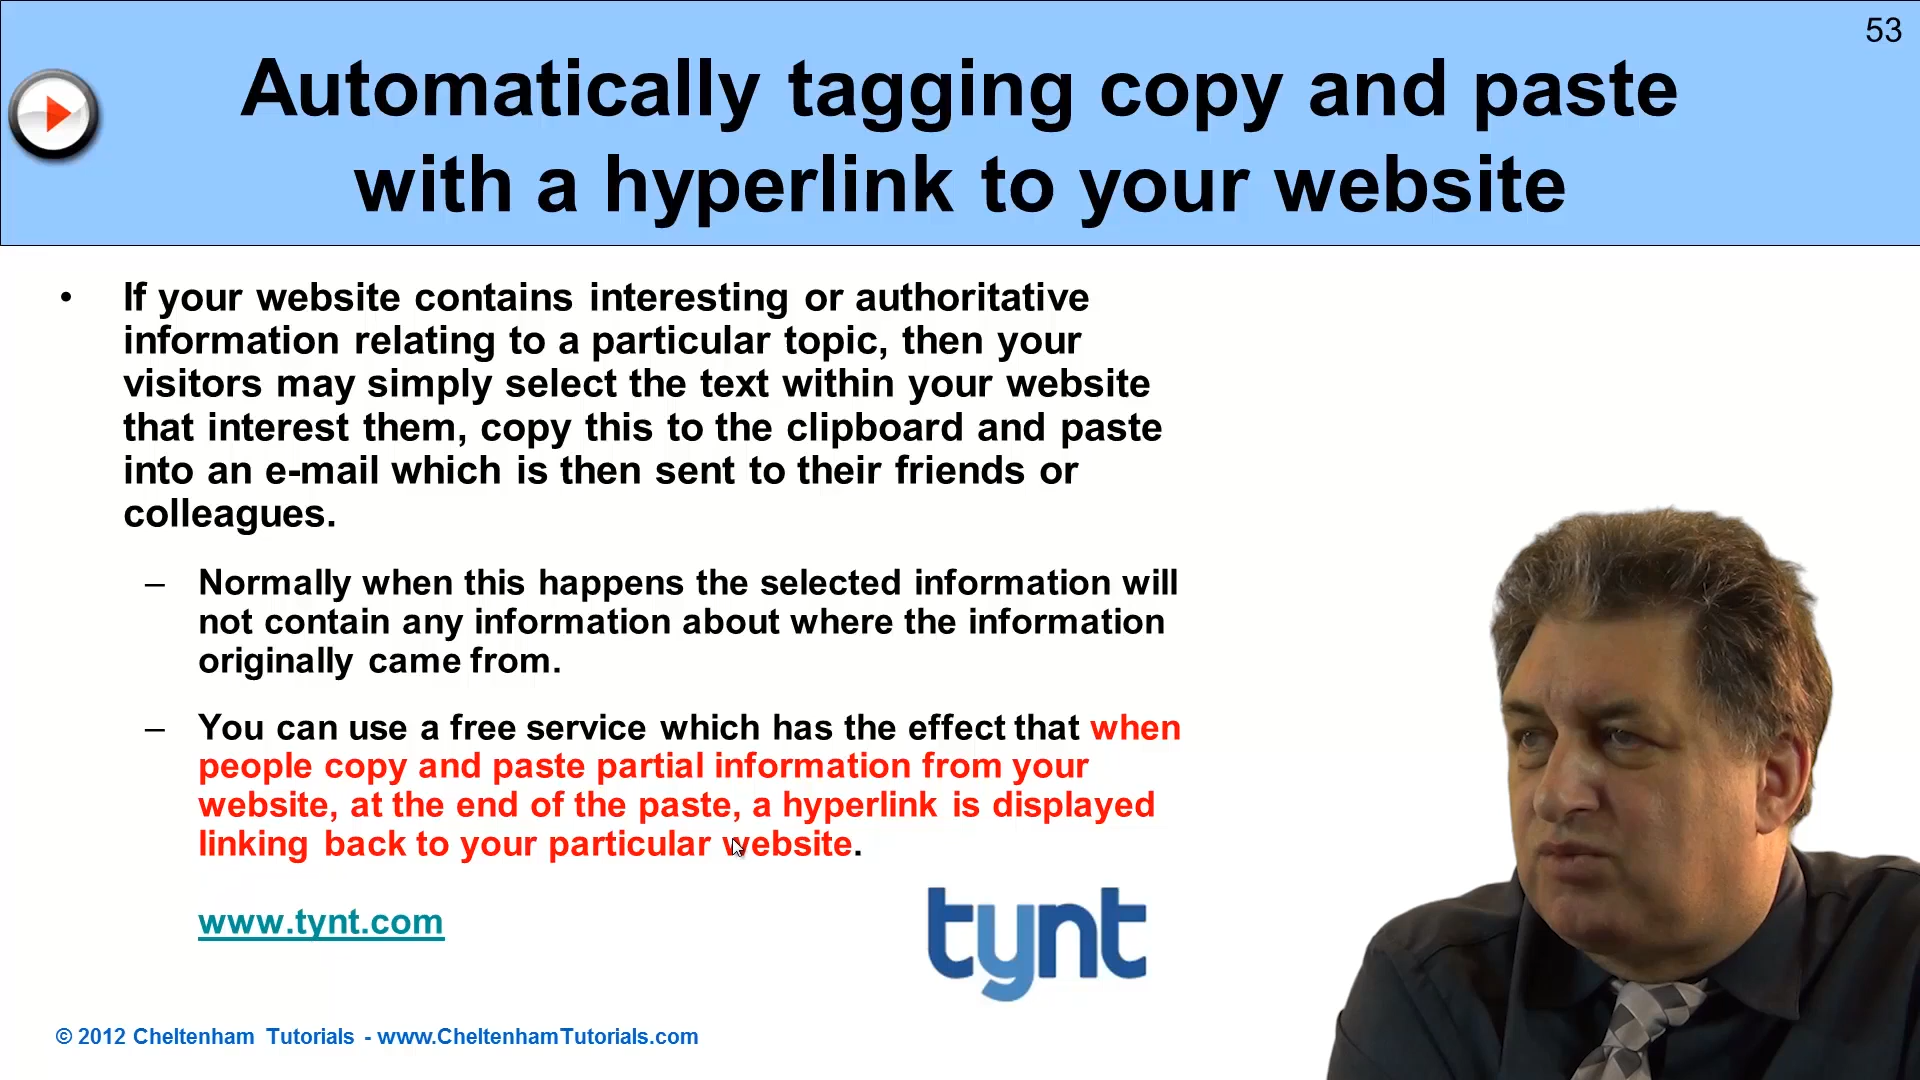 53
Automatically tagging copy and paste
with a hyperlink to your website
• If your website contains interesting or authoritative
information relating to a particular topic, then your
visitors may simply select the text within your website
that interest them, copy this to the clipboard and paste
into an e-mail which is then sent to their friends or
colleagues.
– Normally when this happens the selected information will
not contain any information about where the information
originally came from.
– You can use a free service which has the effect that when
people copy and paste partial information from your
website, at the end of the paste, a hyperlink is displayed
linking back to your particular website.
www.tynt.com
tynt
© 2012 Cheltenham Tutorials - www.CheltenhamTutorials.com